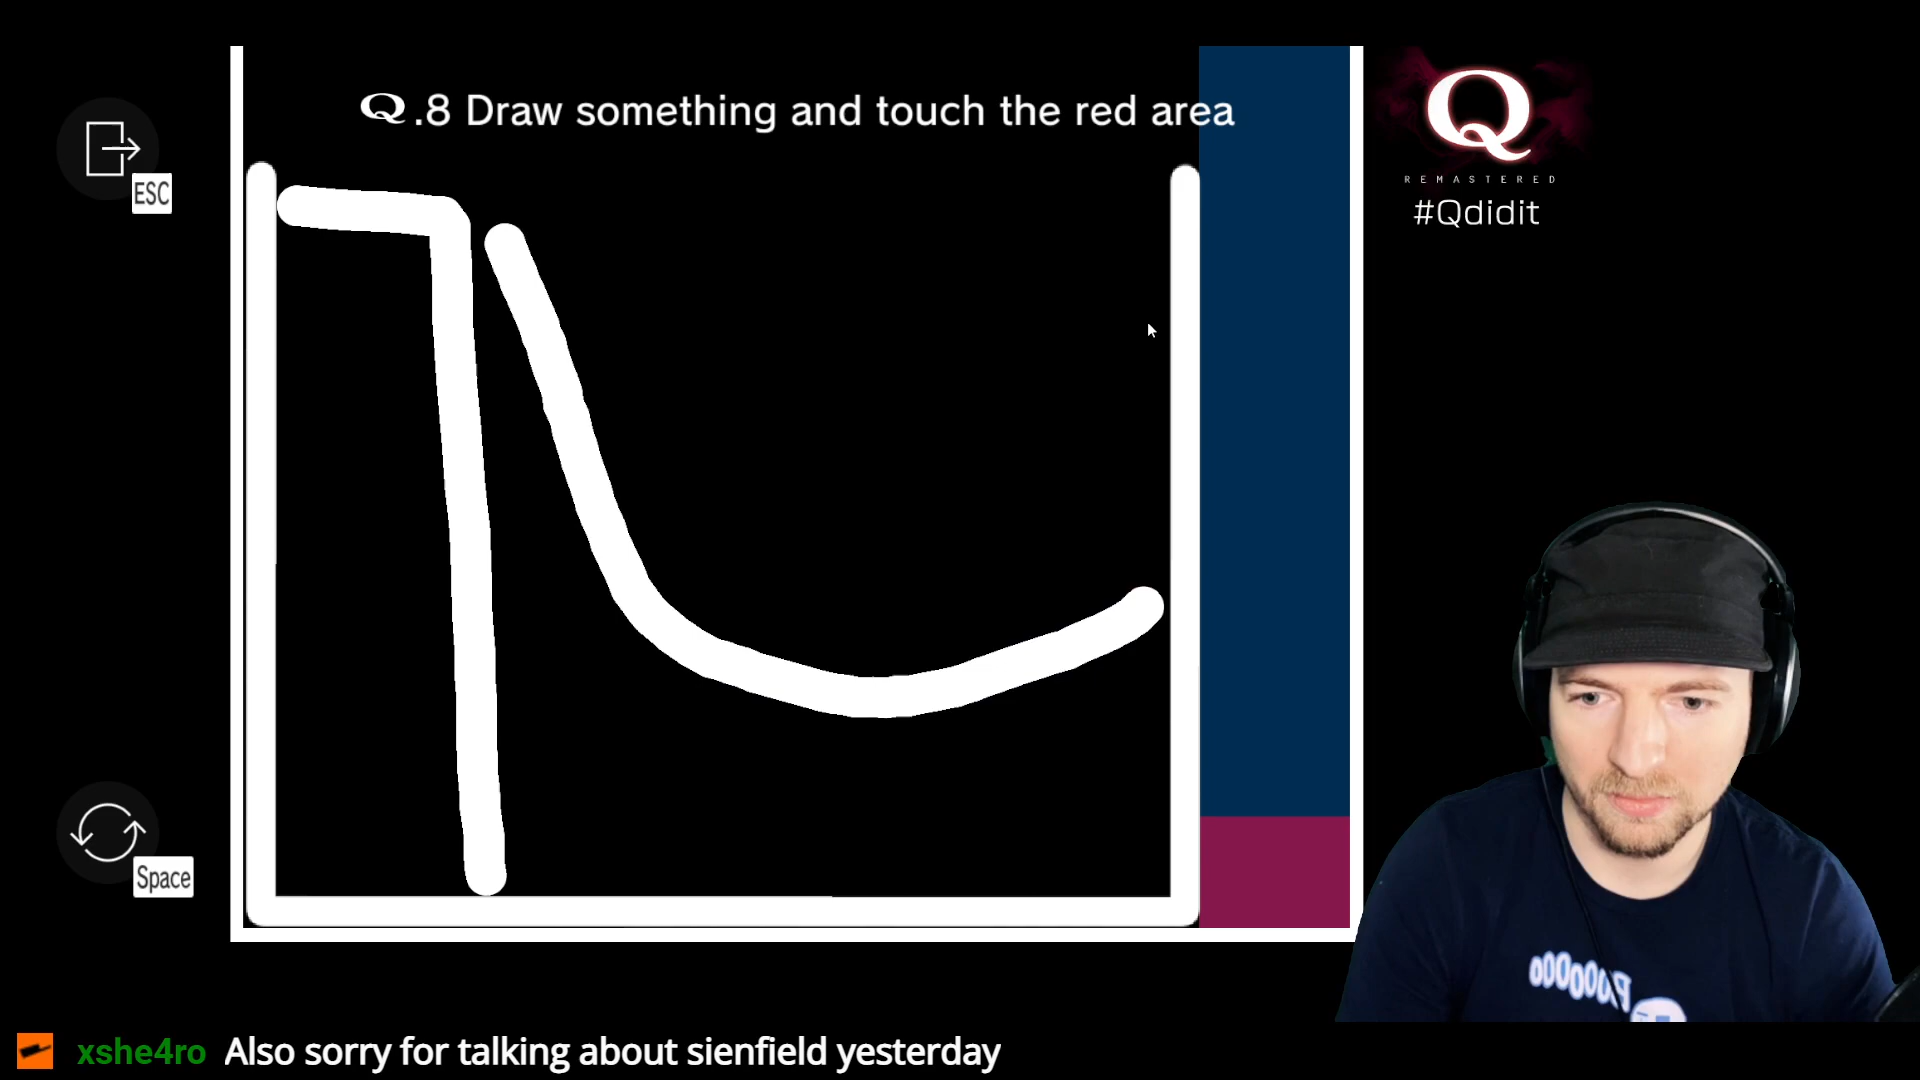 Q.8 Draw something and touch the red area
ESC
Q
REMASTERED
#Qdidit
Space
xshe4ro Also sorry for talking about sienfield yesterday